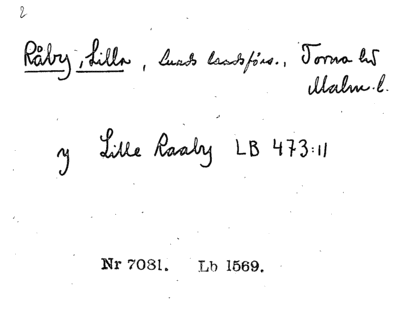 2
Råby, Lilla, Lunds landsförs., Torna hd
Malm. l.
y Lille Raaby LB 473:11
Nr 7031. Lb 1569.